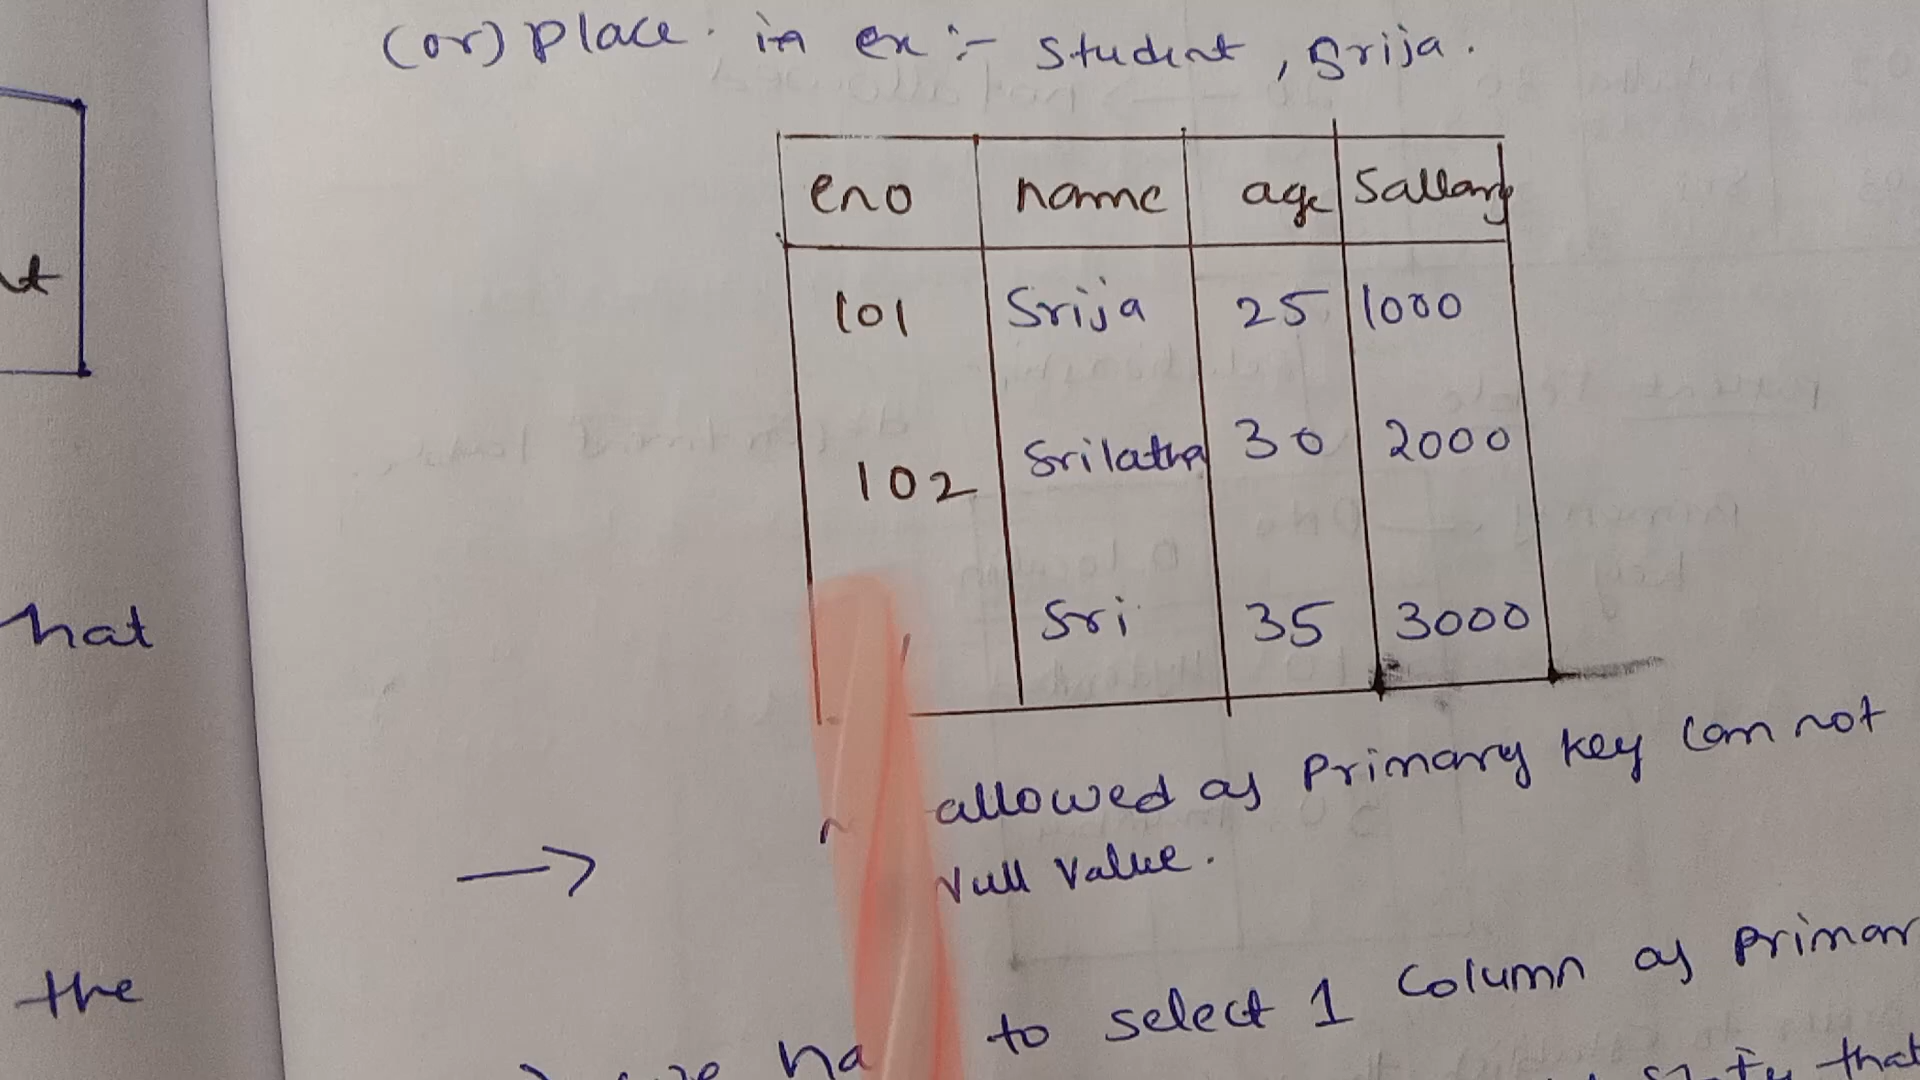 (or) place. in ex :- student, Srija.
eno name age Sallary
101 Srija 25 1000
102 Srilatha 30 2000
Sri 35 3000
allowed as Primary key can not
→ Null Value.
to select 1 Column as Primar
that
t
hat
the